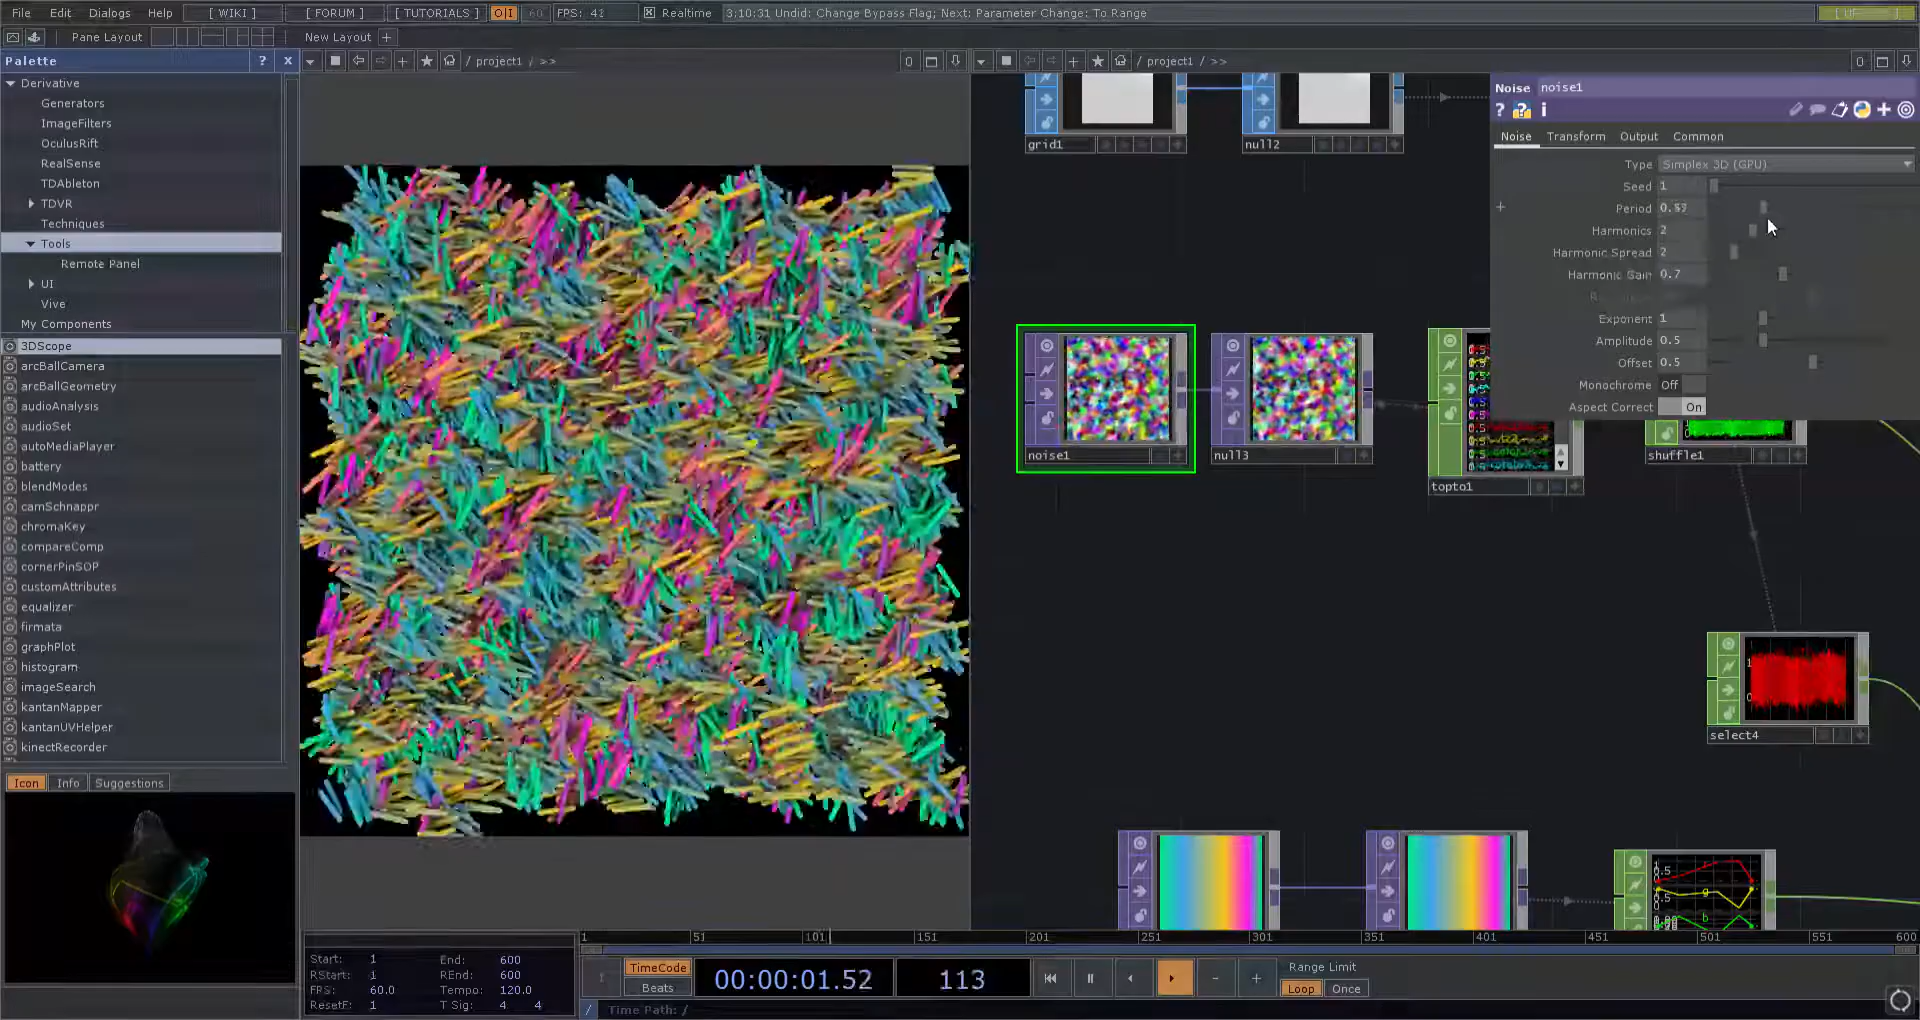 File Edit Dialogs Help [ WIKI ] [ FORUM ] [ TUTORIALS ] O|I 60 FPS: 41 Realtime 3:10:31 Undid: Change Bypass Flag; Next: Parameter Change: To Range
Pane Layout New Layout +
Palette ? x
/ project1 / >> 0
/ project1 / >> 0
Derivative
Generators
ImageFilters
OculusRift
RealSense
TDAbleton
TDVR
Techniques
Tools
Remote Panel
UI
Vive
My Components
3DScope
arcBallCamera
arcBallGeometry
audioAnalysis
audioSet
autoMediaPlayer
battery
blendModes
camSchnappr
chromaKey
compareComp
cornerPinSOP
customAttributes
equalizer
firmata
graphPlot
histogram
imageSearch
kantanMapper
kantanUVHelper
kinectRecorder
Icon Info Suggestions
grid1
null2
Noise noise1
? ? i
Noise Transform Output Common
Type Simplex 3D (GPU)
Seed 1
Period
Harmonics 2
Harmonic Spread 2
Harmonic Gain 0.7
Exponent 1
Amplitude 0.5
Offset 0.5
Monochrome Off
Aspect Correct On
noise1
null3
topto1
shuffle1
select4
r
g
b
1 51 101 151 201 251 301 351 401 451 501 551 600
Start: 1 End: 600
RStart: 1 REnd: 600
FPS: 60.0 Tempo: 120.0
ResetF: 1 T Sig: 4 4
TimeCode
Beats
00:00:01.52
113
Range Limit
Loop Once
/ Time Path: /